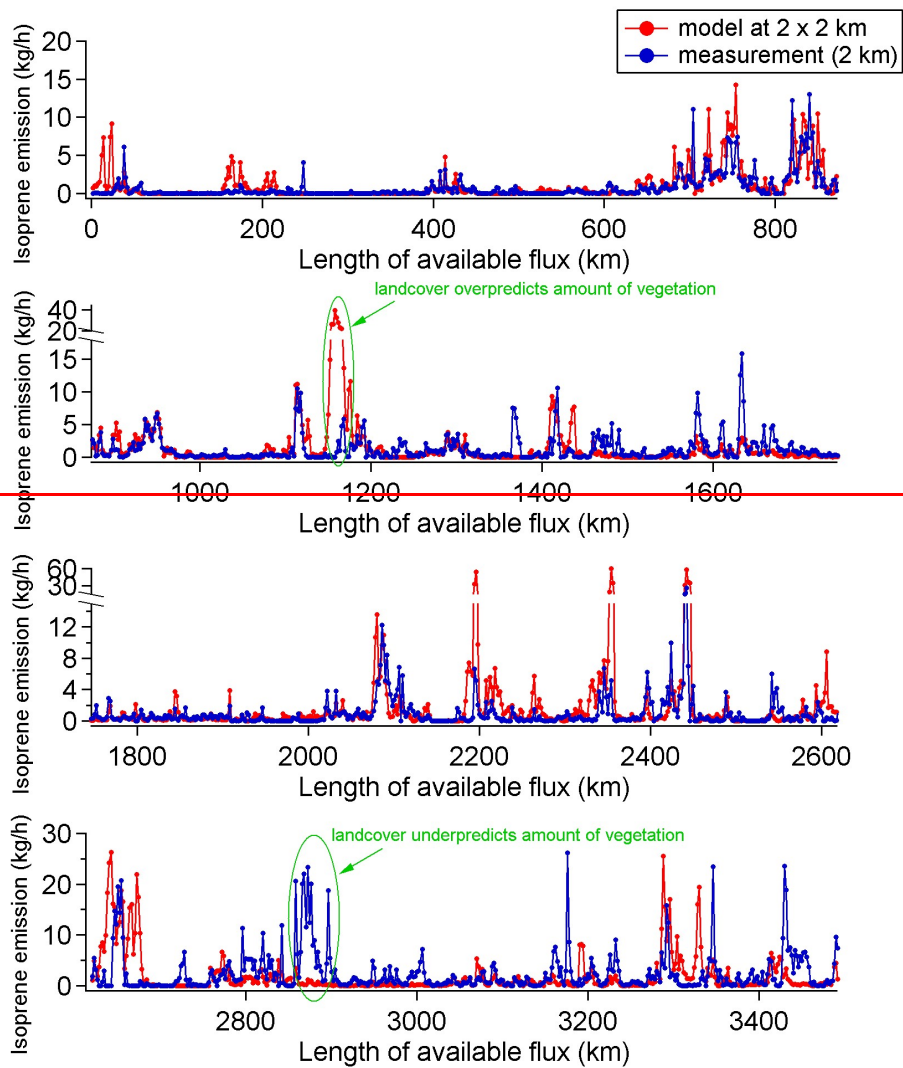 model at 2 x 2 km
measurement (2 km)
Isoprene emission (kg/h)
20
15
10
5
0
0 200 400 600 800
Length of available flux (km)
landcover overpredicts amount of vegetation
Isoprene emission (kg/h)
40
20
15
10
5
0
1000 1200 1400 1600
Length of available flux (km)
Isoprene emission (kg/h)
60
30
12
8
4
0
1800 2000 2200 2400 2600
Length of available flux (km)
landcover underpredicts amount of vegetation
Isoprene emission (kg/h)
30
20
10
0
2800 3000 3200 3400
Length of available flux (km)